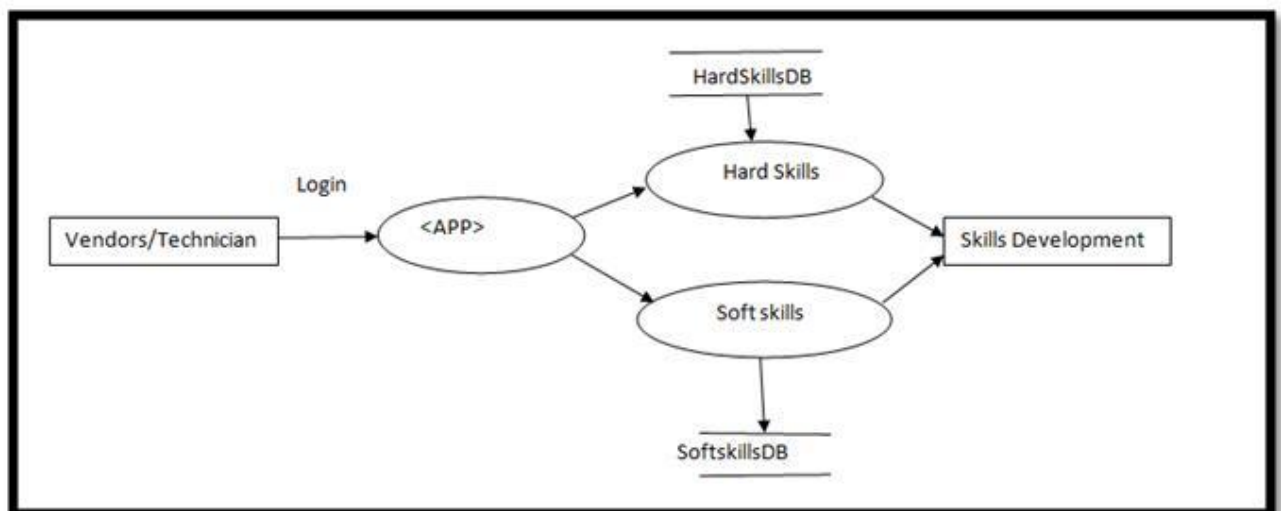 HardSkillsDB
Hard Skills
Login
<APP>
Vendors/Technician
Skills Development
Soft skills
SoftskillsDB